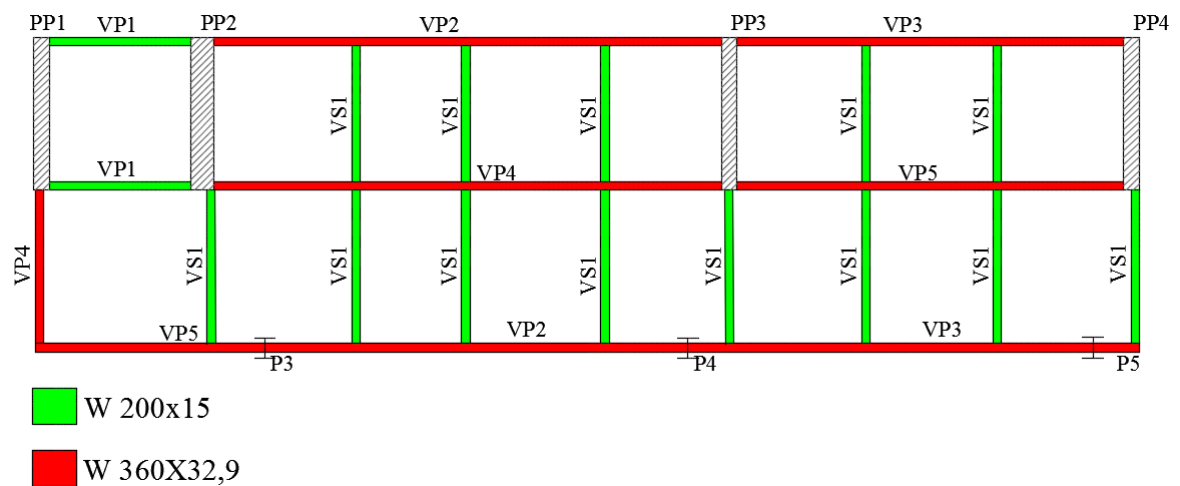 PP1 VP1 PP2 VP2 PP3 VP3 PP4
VS1 VS1 VS1 VS1 VS1
VP1 VP4 VP5
VP4 VS1 VS1 VS1 VS1 VS1 VS1 VS1
VP5 VP2 VP3
P3 P4 P5
W 200x15
W 360X32,9